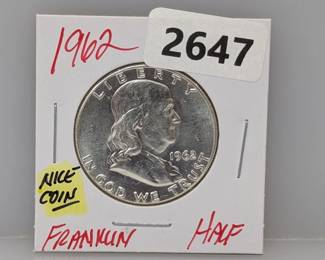 1962
2647
LIBERTY
1962
IN GOD WE TRUST
NICE
COIN
FRANKLIN
HALF